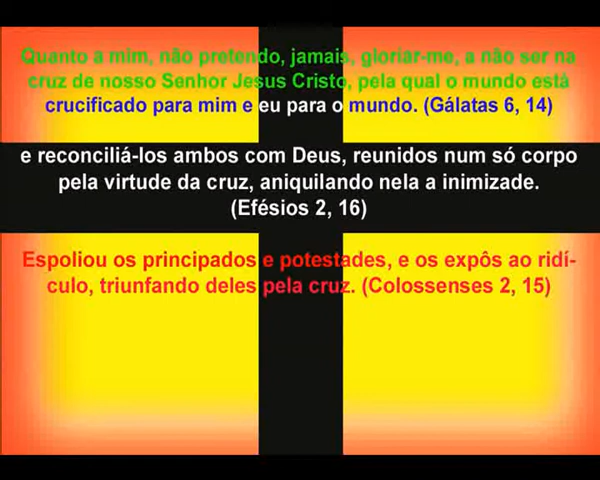 Quanto a mim, não pretendo, jamais, gloriar-me, a não ser na
cruz de nosso Senhor Jesus Cristo, pela qual o mundo está
crucificado para mim e eu para o mundo. (Gálatas 6, 14)
e reconciliá-los ambos com Deus, reunidos num só corpo
pela virtude da cruz, aniquilando nela a inimizade.
(Efésios 2, 16)
Espoliou os principados e potestades, e os expôs ao ridí-
culo, triunfando deles pela cruz. (Colossenses 2, 15)